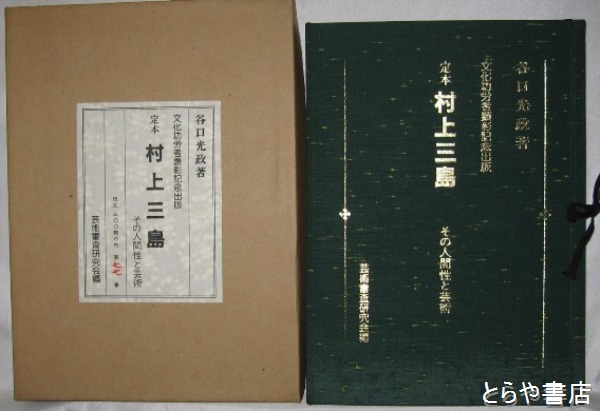 谷口光政著
文化功労者顕彰記念出版
定本 村上三島
その人間性と芸術
芸術審査研究会編
谷口光政著
文化功労者顕彰記念出版
定本 村上三島
その人間性と芸術
芸術審査研究会編
とらや書店